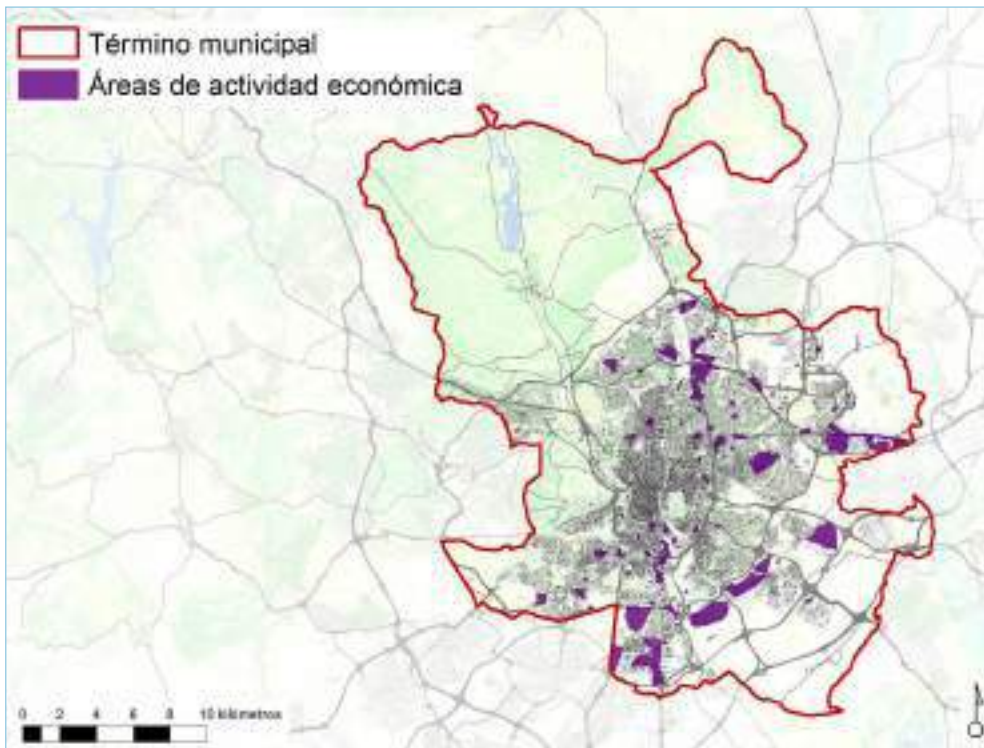 Término municipal
Áreas de actividad económica
0 2 4 6 8 10 kilómetros